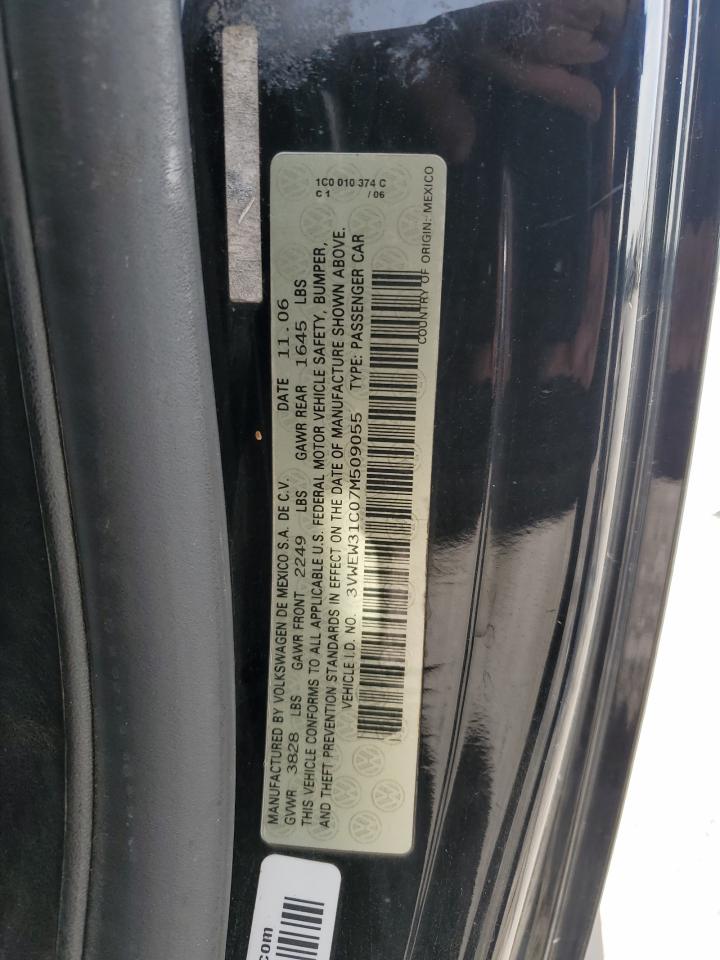 1C0 010 374 C
C 1 / 06
MANUFACTURED BY VOLKSWAGEN DE MEXICO S.A. DE C.V. DATE 11.06
GVWR 3828 LBS GAWR FRONT 2249 LBS GAWR REAR 1645 LBS
THIS VEHICLE CONFORMS TO ALL APPLICABLE U.S. FEDERAL MOTOR VEHICLE SAFETY, BUMPER,
AND THEFT PREVENTION STANDARDS IN EFFECT ON THE DATE OF MANUFACTURE SHOWN ABOVE.
VEHICLE I.D. NO. 3VWEW31C07M509055 TYPE: PASSENGER CAR
COUNTRY OF ORIGIN: MEXICO
.com